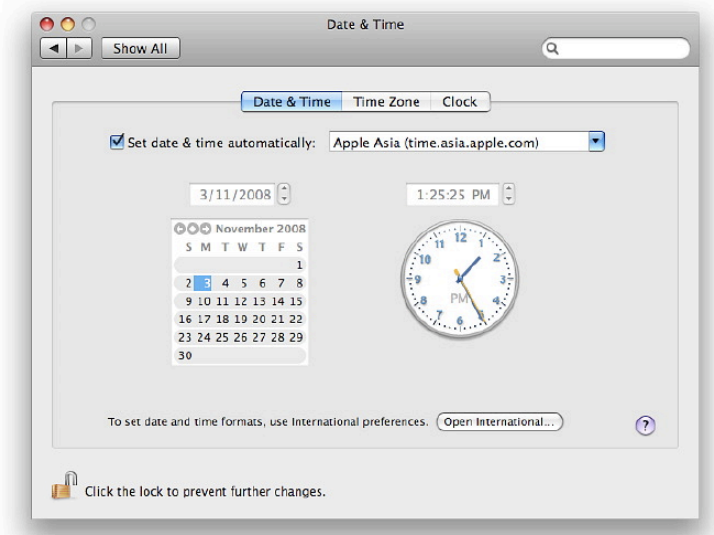 Date & Time
Show All
Date & Time Time Zone Clock
Set date & time automatically: Apple Asia (time.asia.apple.com)
3/11/2008 1:25:25 PM
November 2008
S M T W T F S
1
2 3 4 5 6 7 8
9 10 11 12 13 14 15
16 17 18 19 20 21 22
23 24 25 26 27 28 29
30
12
11 1
10 2
9 3
PM
8 4
7 5
6
To set date and time formats, use International preferences. Open International...
?
Click the lock to prevent further changes.